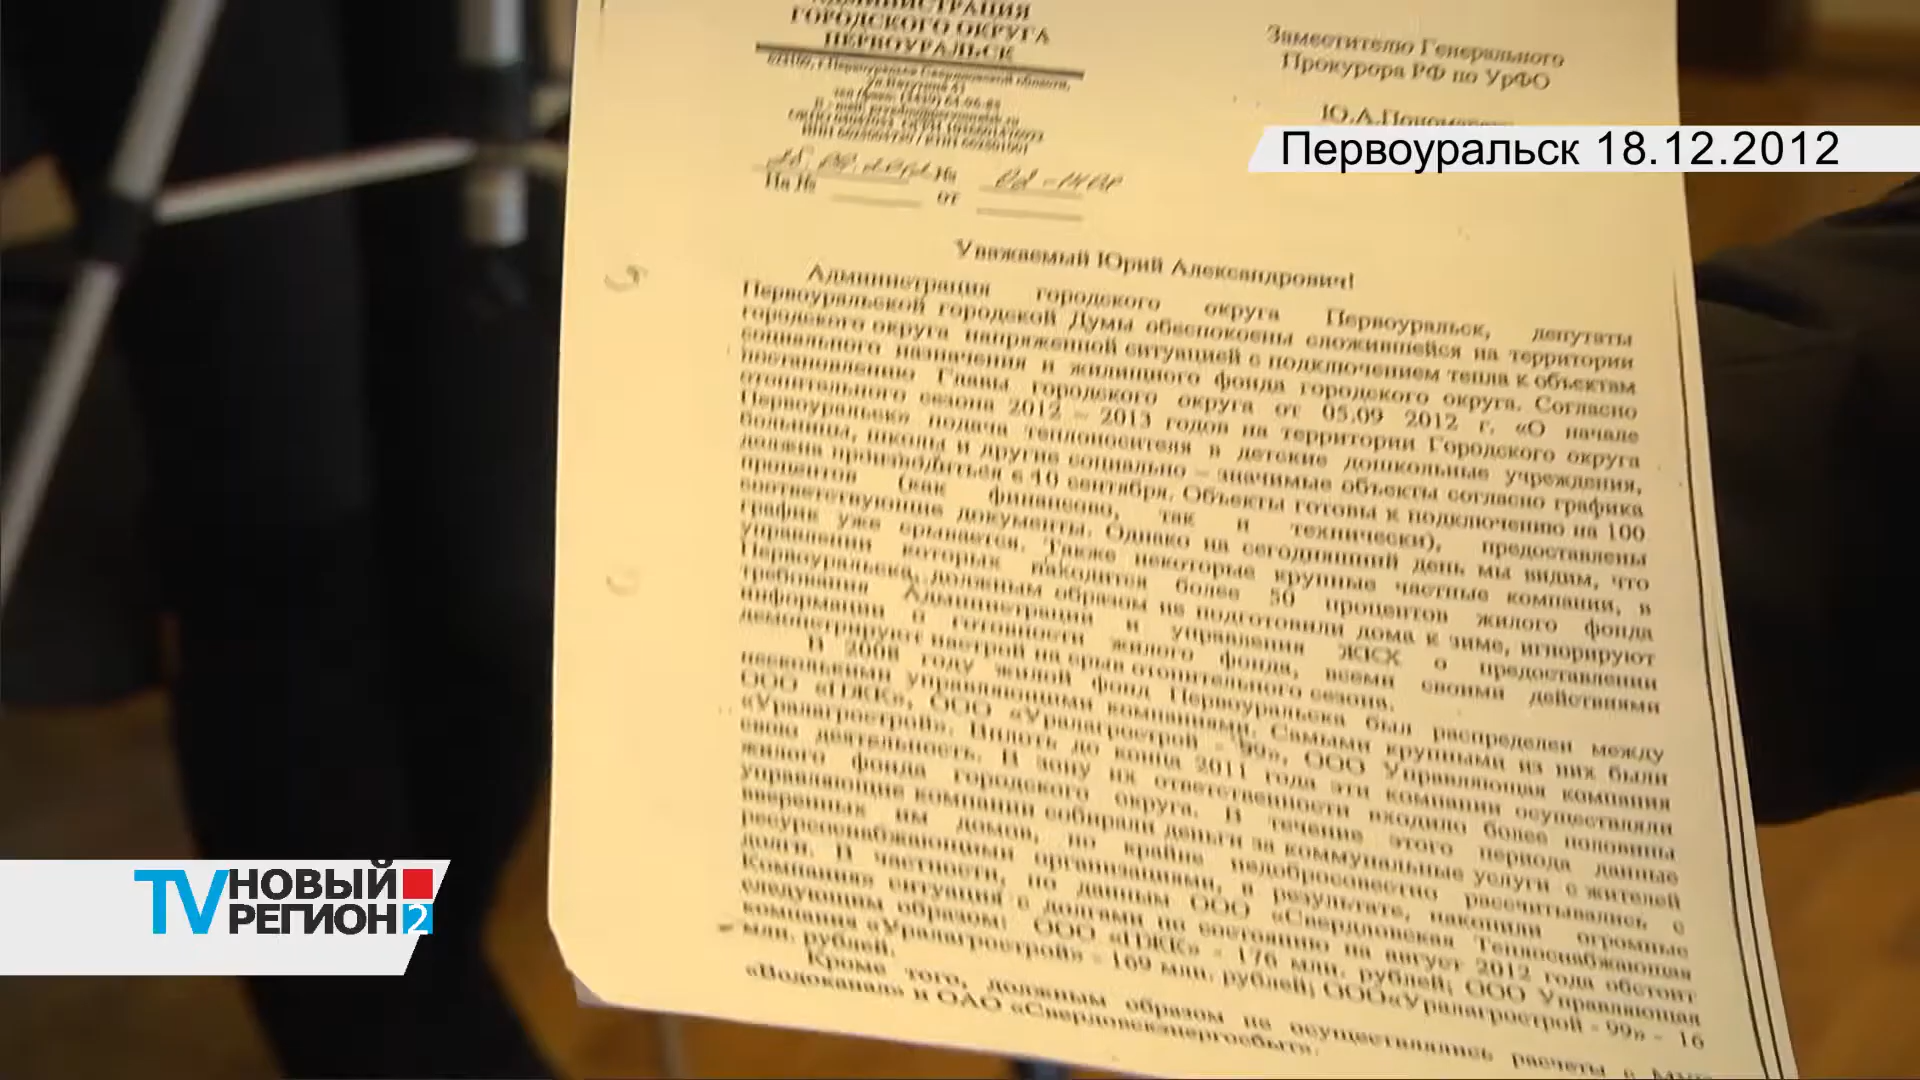 АДМИНИСТРАЦИЯ
ГОРОДСКОГО ОКРУГА
ПЕРВОУРАЛЬСК
Заместителю Генерального
Прокурора РФ по УрФО
Ю.А.Пономареву
Первоуральск 18.12.2012
На № от
Уважаемый Юрий Александрович!
Администрация городского округа Первоуральск, депутаты
Первоуральской городской Думы обеспокоены сложившейся на территории
городского округа напряженной ситуацией с подключением тепла к объектам
социального назначения и жилищного фонда городского округа. Согласно
постановлению Главы городского округа от 05.09 2012 г. «О начале
отопительного сезона 2012 – 2013 годов на территории Городского округа
Первоуральск» подача теплоносителя в детские дошкольные учреждения,
больницы, школы и другие социально – значимые объекты согласно графика
должна производиться с 10 сентября. Объекты готовы к подключению на 100
процентов (как финансово, так и технически), предоставлены
соответствующие документы. Однако на сегодняшний день мы видим, что
график уже срывается. Также некоторые крупные частные компании, в
управлении которых находится более 50 процентов жилого фонда
Первоуральска, должным образом не подготовили дома к зиме, игнорируют
требования Администрации и управления ЖКХ о предоставлении
информации о готовности жилого фонда, всеми своими действиями
демонстрируют настрой на срыв отопительного сезона.
В 2008 году жилой фонд Первоуральска был распределен между
несколькими управляющими компаниями. Самыми крупными из них были
ООО «ПЖК», ООО «Уралагрострой - 99», ООО Управляющая компания
«Уралагрострой». Вплоть до конца 2011 года эти компании осуществляли
свою деятельность. В зону их ответственности входило более половины
жилого фонда городского округа. В течение этого периода данные
управляющие компании собирали деньги за коммунальные услуги с жителей
вверенных им домов, но крайне недобросовестно рассчитывались с
ресурсоснабжающими организациями, в результате, накопили огромные
долги. В частности, по данным ООО «Свердловская Теплоснабжающая
Компания» ситуация с долгами по состоянию на август 2012 года обстоит
следующим образом: ООО «ПЖК» - 176 млн. рублей; ООО Управляющая
компания «Уралагрострой» - 169 млн. рублей; ООО«Уралагрострой - 99» - 16
млн. рублей.
Кроме того, должным образом не осуществлялись расчеты с
«Водоканал» и ОАО «Свердловэнергосбыт».
TV НОВЫЙ
РЕГИОН 2